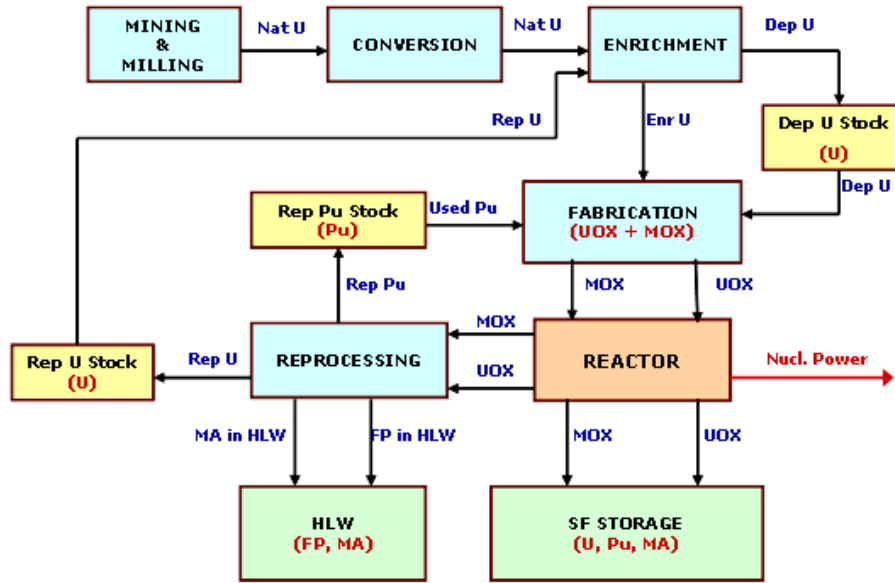 MINING
&
MILLING
Nat U
CONVERSION
Nat U
ENRICHMENT
Dep U
Rep U
Enr U
Dep U Stock
(U)
Dep U
Rep Pu Stock
(Pu)
Used Pu
FABRICATION
(UOX + MOX)
Rep Pu
MOX
UOX
Rep U Stock
(U)
Rep U
REPROCESSING
MOX
UOX
REACTOR
Nucl. Power
MA in HLW
FP in HLW
MOX
UOX
HLW
(FP, MA)
SF STORAGE
(U, Pu, MA)